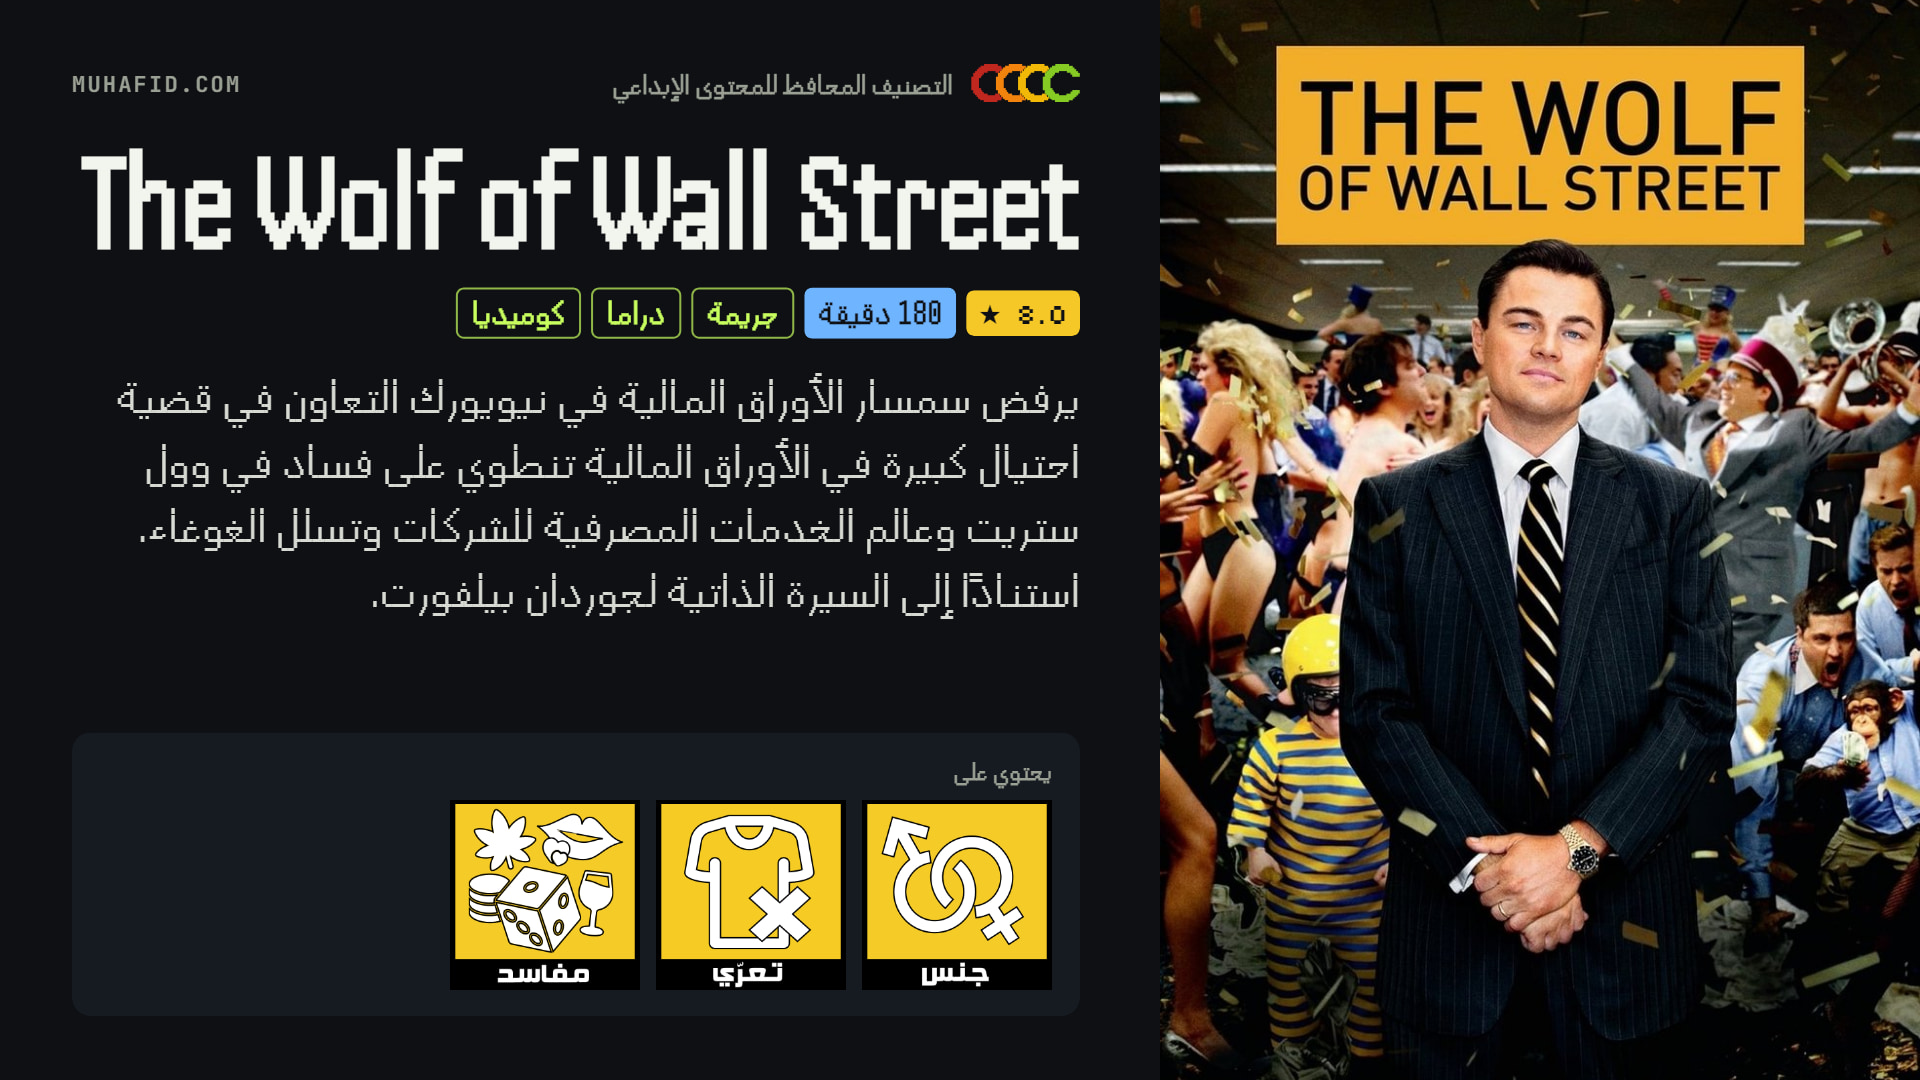 MUHAFID.COM
التصنيف المحافظ للمحتوى الإبداعي
The Wolf of Wall Street
★ 8.0
180 دقيقة
جريمة
دراما
كوميديا
يرفض سمسار الأوراق المالية في نيويورك التعاون في قضية
احتيال كبيرة في الأوراق المالية تنطوي على فساد في وول
ستريت وعالم الخدمات المصرفية للشركات وتسلل الغوغاء.
استنادًا إلى السيرة الذاتية لجوردان بيلفورت.
يحتوي على
جنس
تعرّي
مفاسد
THE WOLF
OF WALL STREET